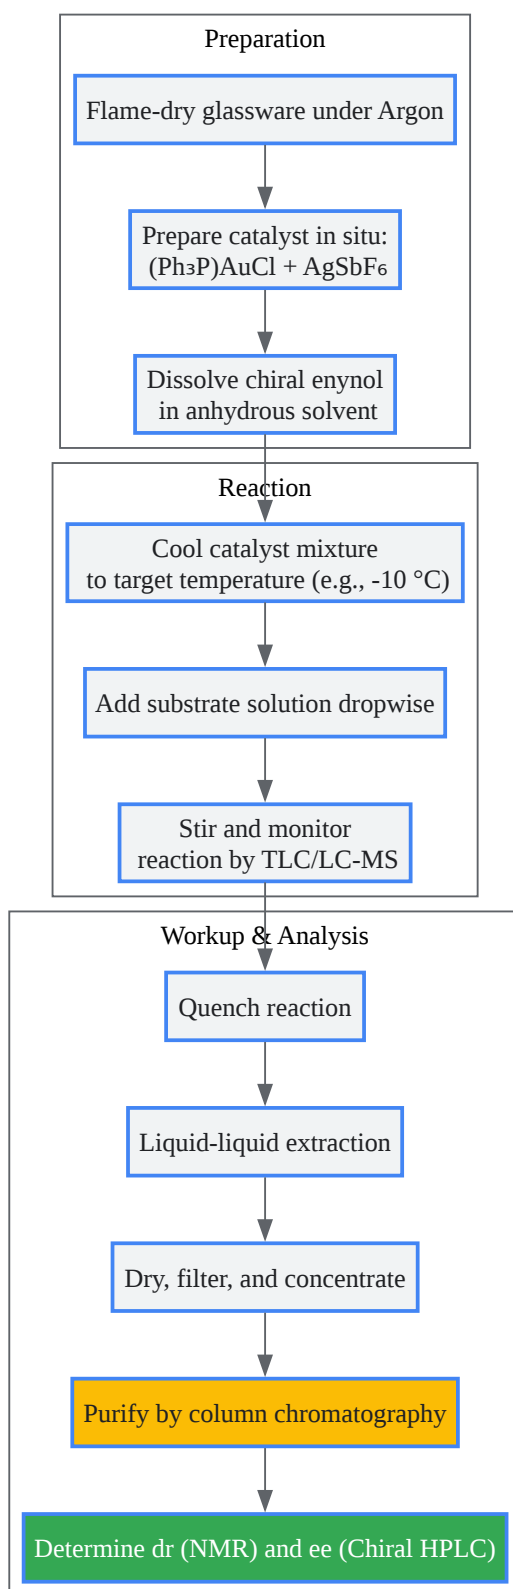 Preparation
Flame-dry glassware under Argon
Prepare catalyst in situ:
(Ph₃P)AuCl + AgSbF₆
Dissolve chiral enynol
in anhydrous solvent
Reaction
Cool catalyst mixture
to target temperature (e.g., -10 °C)
Add substrate solution dropwise
Stir and monitor
reaction by TLC/LC-MS
Workup & Analysis
Quench reaction
Liquid-liquid extraction
Dry, filter, and concentrate
Purify by column chromatography
Determine dr (NMR) and ee (Chiral HPLC)